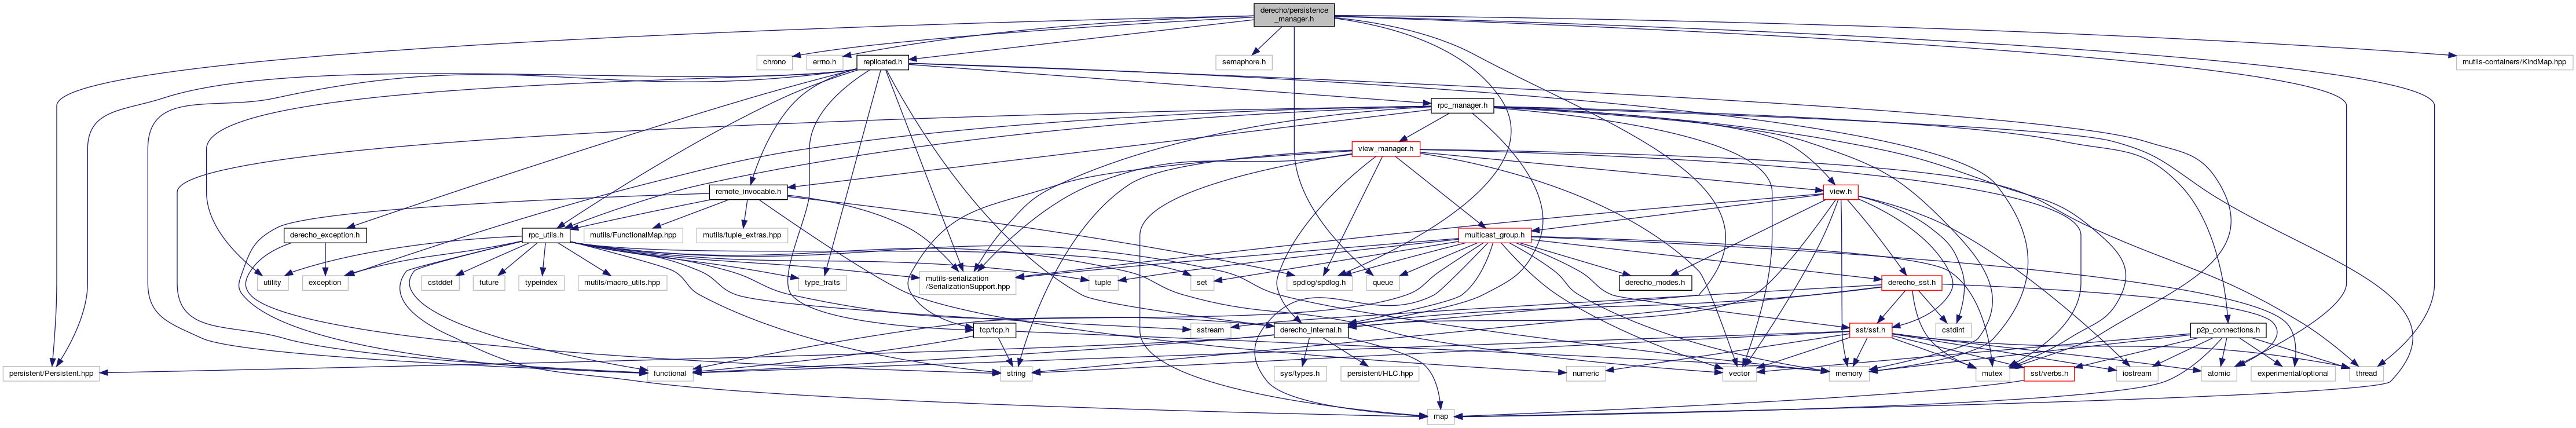 derecho/persistence
_manager.h
chrono
errno.h
replicated.h
semaphore.h
mutils-containers/KindMap.hpp
rpc_manager.h
view_manager.h
remote_invocable.h
view.h
derecho_exception.h
rpc_utils.h
mutils/FunctionalMap.hpp
mutils/tuple_extras.hpp
multicast_group.h
utility
exception
cstddef
future
typeindex
mutils/macro_utils.hpp
type_traits
mutils-serialization
/SerializationSupport.hpp
tuple
set
spdlog/spdlog.h
queue
derecho_modes.h
derecho_sst.h
tcp/tcp.h
sstream
derecho_internal.h
sst/sst.h
cstdint
p2p_connections.h
persistent/Persistent.hpp
functional
string
sys/types.h
persistent/HLC.hpp
numeric
vector
memory
mutex
sst/verbs.h
iostream
atomic
experimental/optional
thread
map